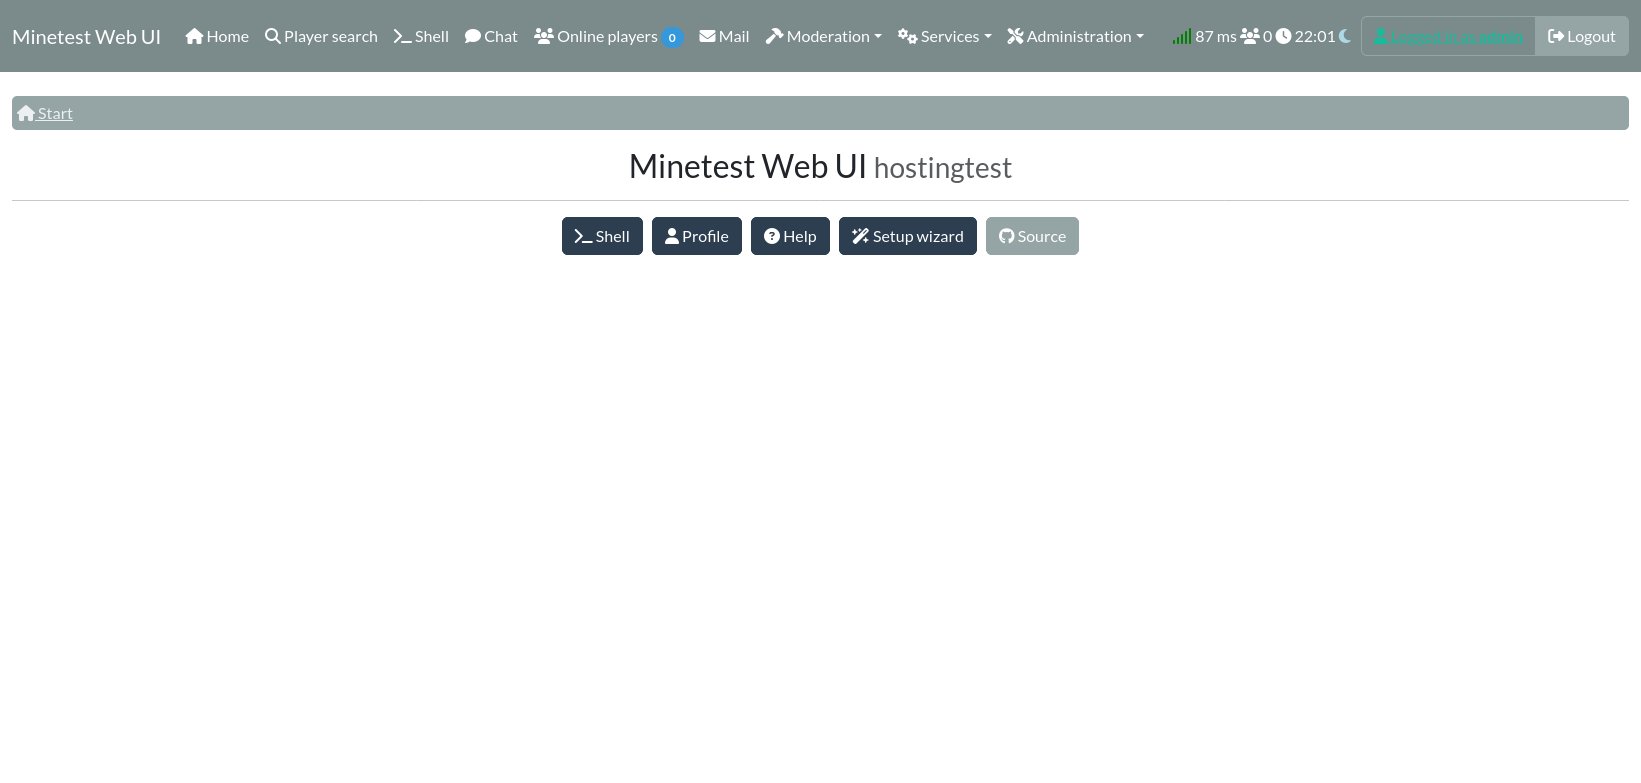 Minetest Web UI Home Player search Shell Chat Online players 0 Mail Moderation Services Administration 87 ms 0 22:01 Logged in as admin Logout
Start
Minetest Web UI hostingtest
Shell Profile Help Setup wizard Source